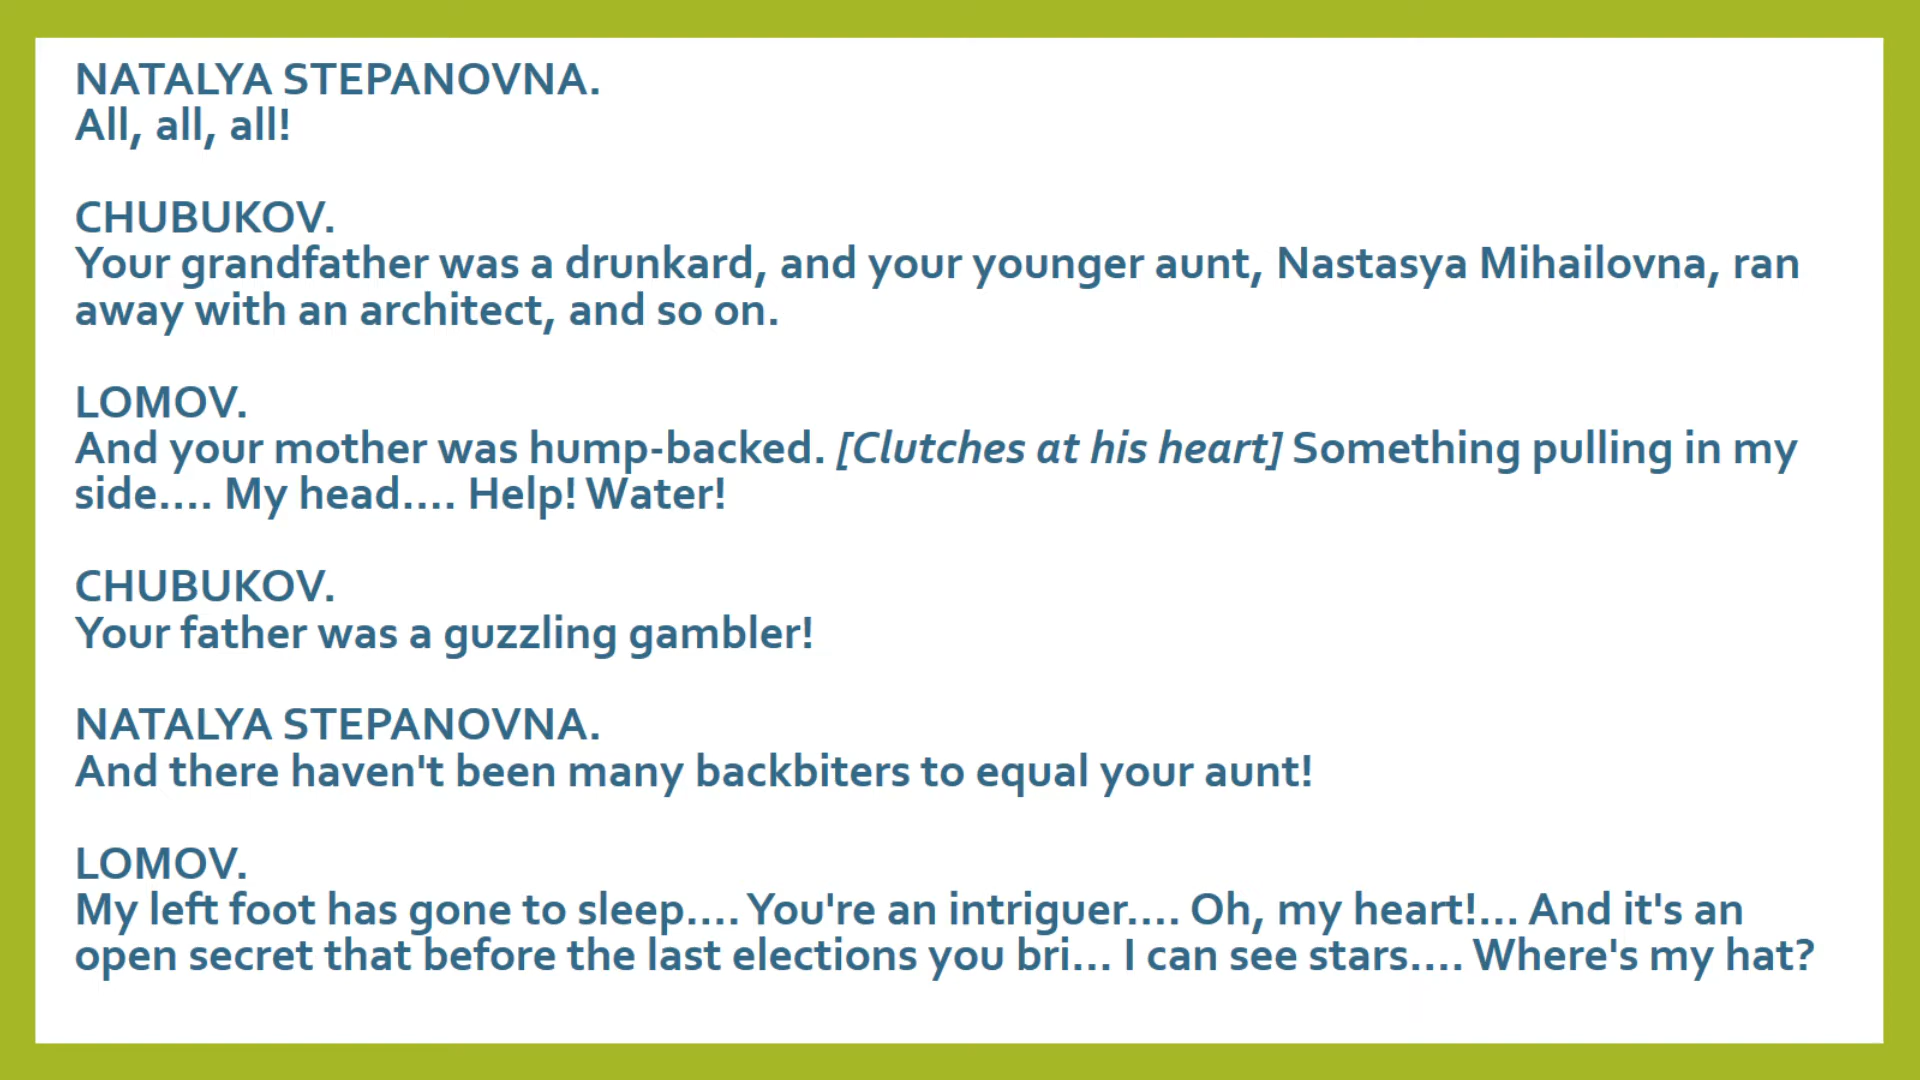 NATALYA STEPANOVNA.
All, all, all!
CHUBUKOV.
Your grandfather was a drunkard, and your younger aunt, Nastasya Mihailovna, ran
away with an architect, and so on.
LOMOV.
And your mother was hump-backed. [Clutches at his heart] Something pulling in my
side.... My head.... Help! Water!
CHUBUKOV.
Your father was a guzzling gambler!
NATALYA STEPANOVNA.
And there haven't been many backbiters to equal your aunt!
LOMOV.
My left foot has gone to sleep.... You're an intriguer.... Oh, my heart!... And it's an
open secret that before the last elections you bri... I can see stars.... Where's my hat?